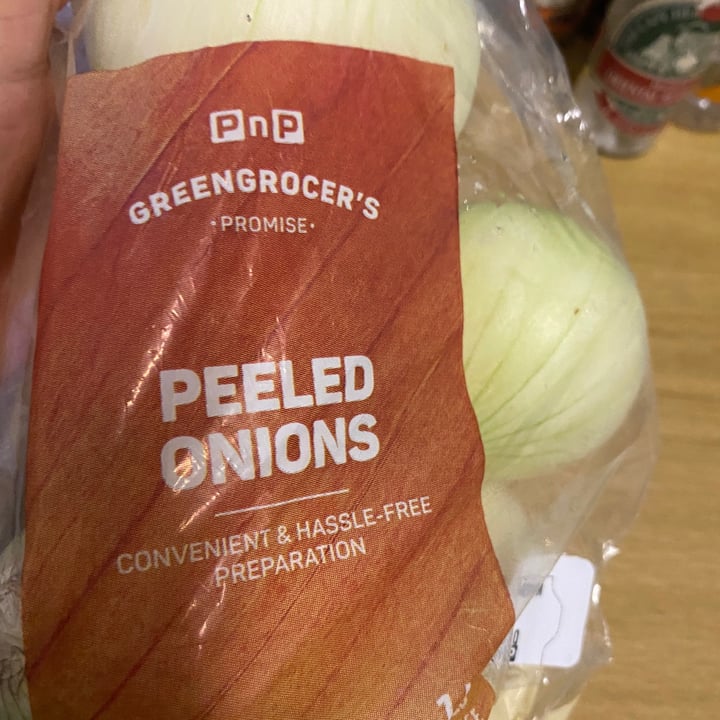 PnP
GREENGROCER'S
·PROMISE·
PEELED
ONIONS
CONVENIENT & HASSLE-FREE
PREPARATION